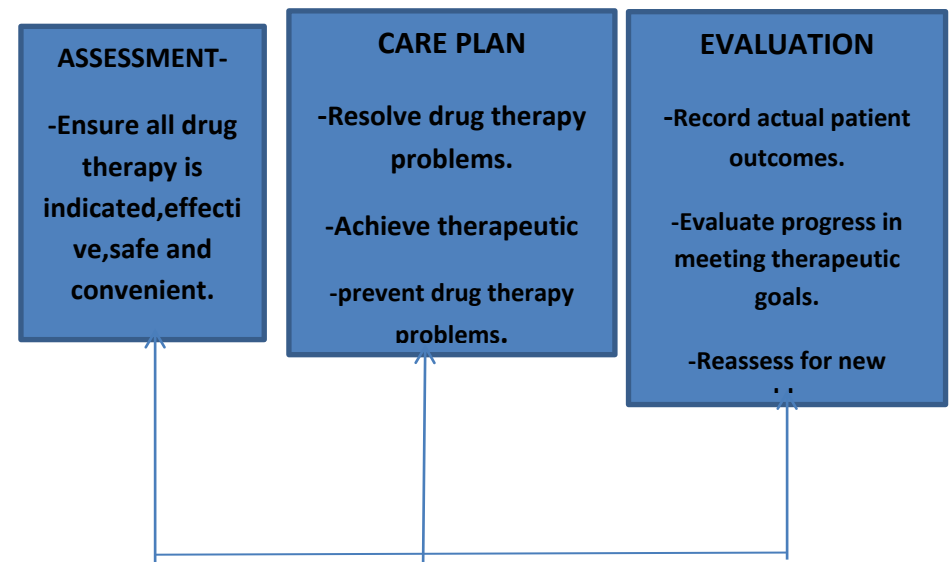 ASSESSMENT-
-Ensure all drug
therapy is
indicated,effecti
ve,safe and
convenient.
CARE PLAN
-Resolve drug therapy
problems.
-Achieve therapeutic
-prevent drug therapy
problems.
EVALUATION
-Record actual patient
outcomes.
-Evaluate progress in
meeting therapeutic
goals.
-Reassess for new